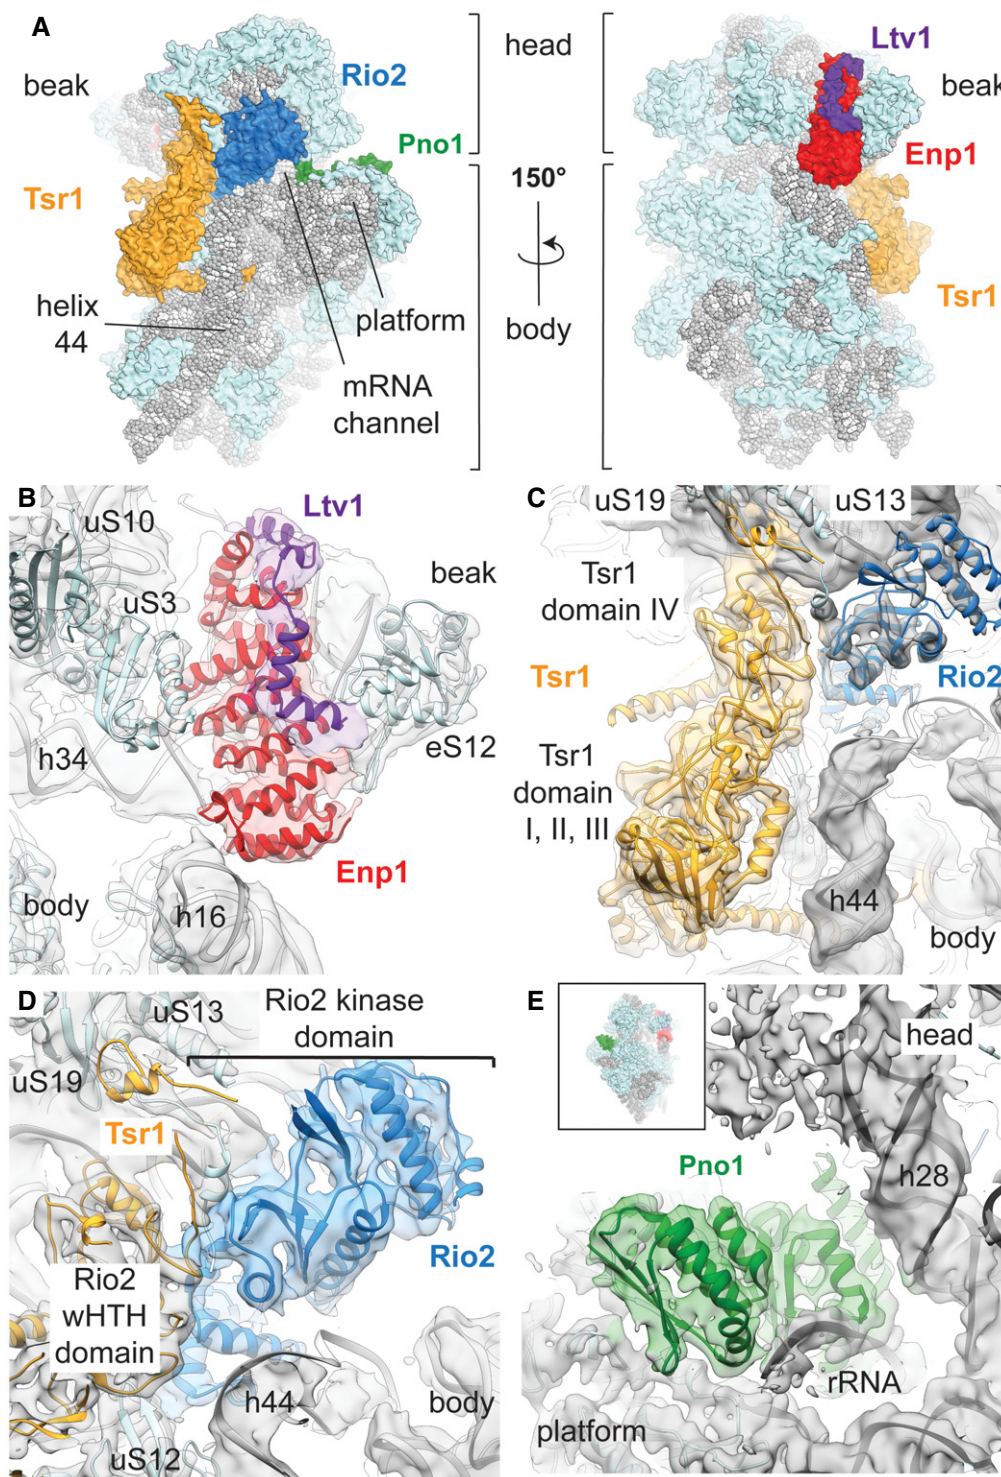 A
beak
Rio2
Pno1
Tsr1
helix
44
platform
mRNA
channel
head
150°
body
Ltv1
beak
Enp1
Tsr1
B
uS10
Ltv1
uS3
beak
h34
eS12
Enp1
body
h16
C
uS19
uS13
Tsr1
domain IV
Tsr1
Rio2
Tsr1
domain
I, II, III
h44
body
D
uS13
Rio2 kinase
domain
uS19
Tsr1
Rio2
Rio2
wHTH
domain
h44
body
uS12
E
head
Pno1
h28
rRNA
platform